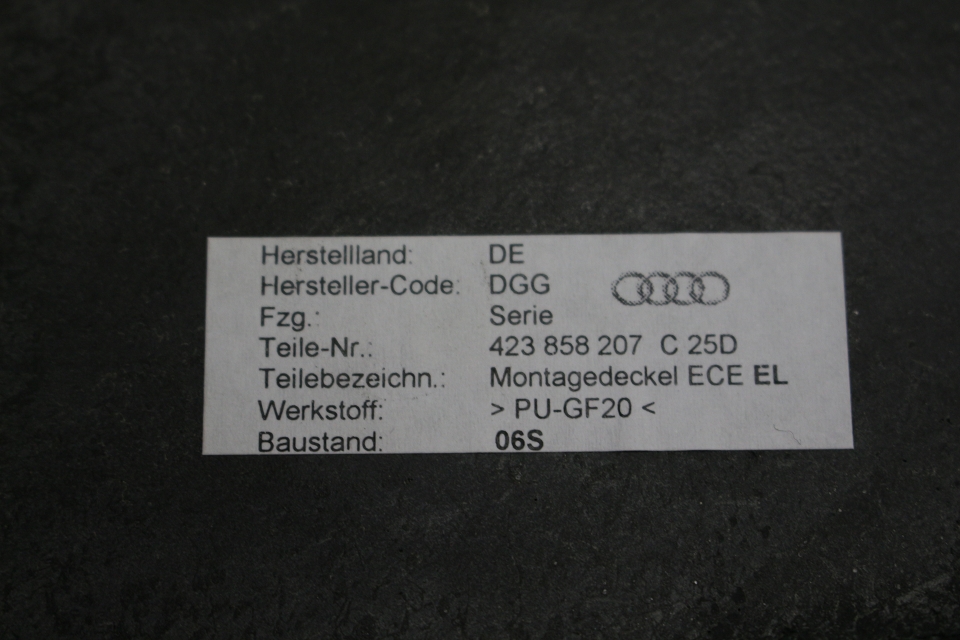 Herstellland: DE
Hersteller-Code: DGG
Fzg.: Serie
Teile-Nr.: 423 858 207 C 25D
Teilebezeichn.: Montagedeckel ECE EL
Werkstoff: > PU-GF20 <
Baustand: 06S